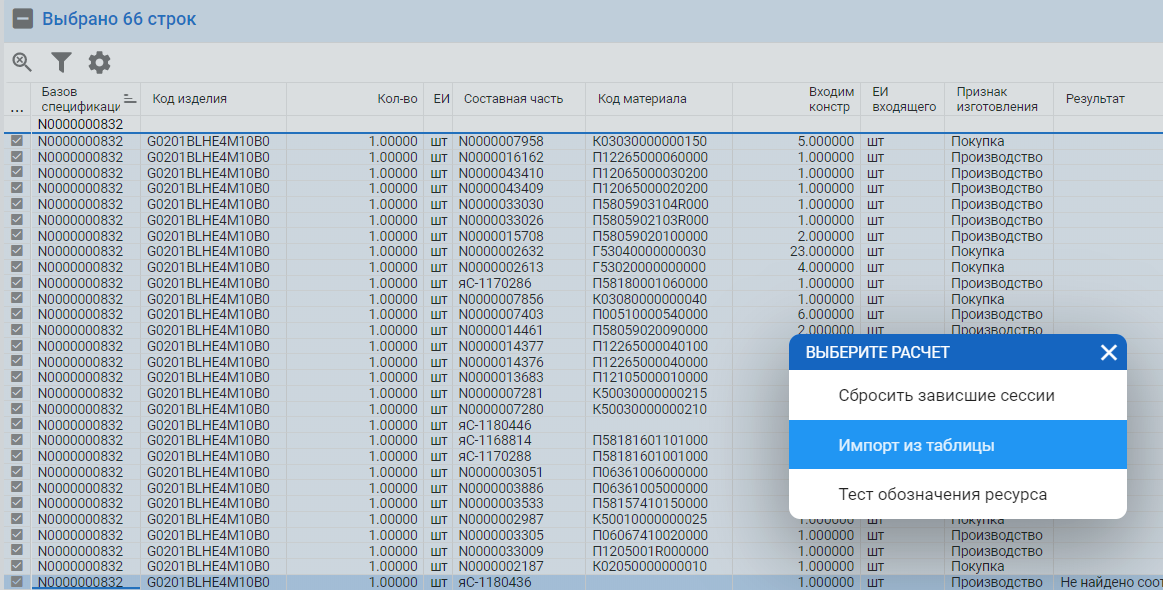 Выбрано 66 строк
... Базов спецификаци Код изделия Кол-во ЕИ Составная часть Код материала Входим констр ЕИ входящего Признак изготовления Результат
N0000000832
N0000000832 G0201BLHE4M10B0 1.00000 шт N0000007958 К03030000000150 5.000000 шт Покупка
N0000000832 G0201BLHE4M10B0 1.00000 шт N0000016162 П12265000060000 1.000000 шт Производство
N0000000832 G0201BLHE4M10B0 1.00000 шт N0000043410 П12065000030200 1.000000 шт Производство
N0000000832 G0201BLHE4M10B0 1.00000 шт N0000043409 П12065000020200 1.000000 шт Производство
N0000000832 G0201BLHE4M10B0 1.00000 шт N0000033030 П5805903104R000 1.000000 шт Производство
N0000000832 G0201BLHE4M10B0 1.00000 шт N0000033026 П5805902103R000 1.000000 шт Производство
N0000000832 G0201BLHE4M10B0 1.00000 шт N0000015708 П58059020100000 2.000000 шт Производство
N0000000832 G0201BLHE4M10B0 1.00000 шт N0000002632 Г53040000000030 23.000000 шт Покупка
N0000000832 G0201BLHE4M10B0 1.00000 шт N0000002613 Г53020000000000 4.000000 шт Покупка
N0000000832 G0201BLHE4M10B0 1.00000 шт яС-1170286 П58180001060000 1.000000 шт Производство
N0000000832 G0201BLHE4M10B0 1.00000 шт N0000007856 К03080000000040 1.000000 шт Покупка
N0000000832 G0201BLHE4M10B0 1.00000 шт N0000007403 П00510000540000 6.000000 шт Производство
N0000000832 G0201BLHE4M10B0 1.00000 шт N0000014461 П58059020090000 2.000000 шт Производство
N0000000832 G0201BLHE4M10B0 1.00000 шт N0000014377 П12265000040100
N0000000832 G0201BLHE4M10B0 1.00000 шт N0000014376 П12265000040000
N0000000832 G0201BLHE4M10B0 1.00000 шт N0000013683 П12105000010000
N0000000832 G0201BLHE4M10B0 1.00000 шт N0000007281 К50030000000215
N0000000832 G0201BLHE4M10B0 1.00000 шт N0000007280 К50030000000210
N0000000832 G0201BLHE4M10B0 1.00000 шт яС-1180446
N0000000832 G0201BLHE4M10B0 1.00000 шт яС-1168814 П58181601101000
N0000000832 G0201BLHE4M10B0 1.00000 шт яС-1170288 П58181601001000
N0000000832 G0201BLHE4M10B0 1.00000 шт N0000003051 П06361006000000
N0000000832 G0201BLHE4M10B0 1.00000 шт N0000003886 П06361005000000
N0000000832 G0201BLHE4M10B0 1.00000 шт N0000003533 П58157410150000
N0000000832 G0201BLHE4M10B0 1.00000 шт N0000002987 К50010000000025 1.000000 шт Покупка
N0000000832 G0201BLHE4M10B0 1.00000 шт N0000003305 П06067410020000 1.000000 шт Производство
N0000000832 G0201BLHE4M10B0 1.00000 шт N0000033009 П1205001R000000 1.000000 шт Производство
N0000000832 G0201BLHE4M10B0 1.00000 шт N0000002187 К02050000000010 1.000000 шт Покупка
N0000000832 G0201BLHE4M10B0 1.00000 шт яС-1180436 1.000000 шт Производство Не найдено соот
ВЫБЕРИТЕ РАСЧЕТ
Сбросить зависшие сессии
Импорт из таблицы
Тест обозначения ресурса